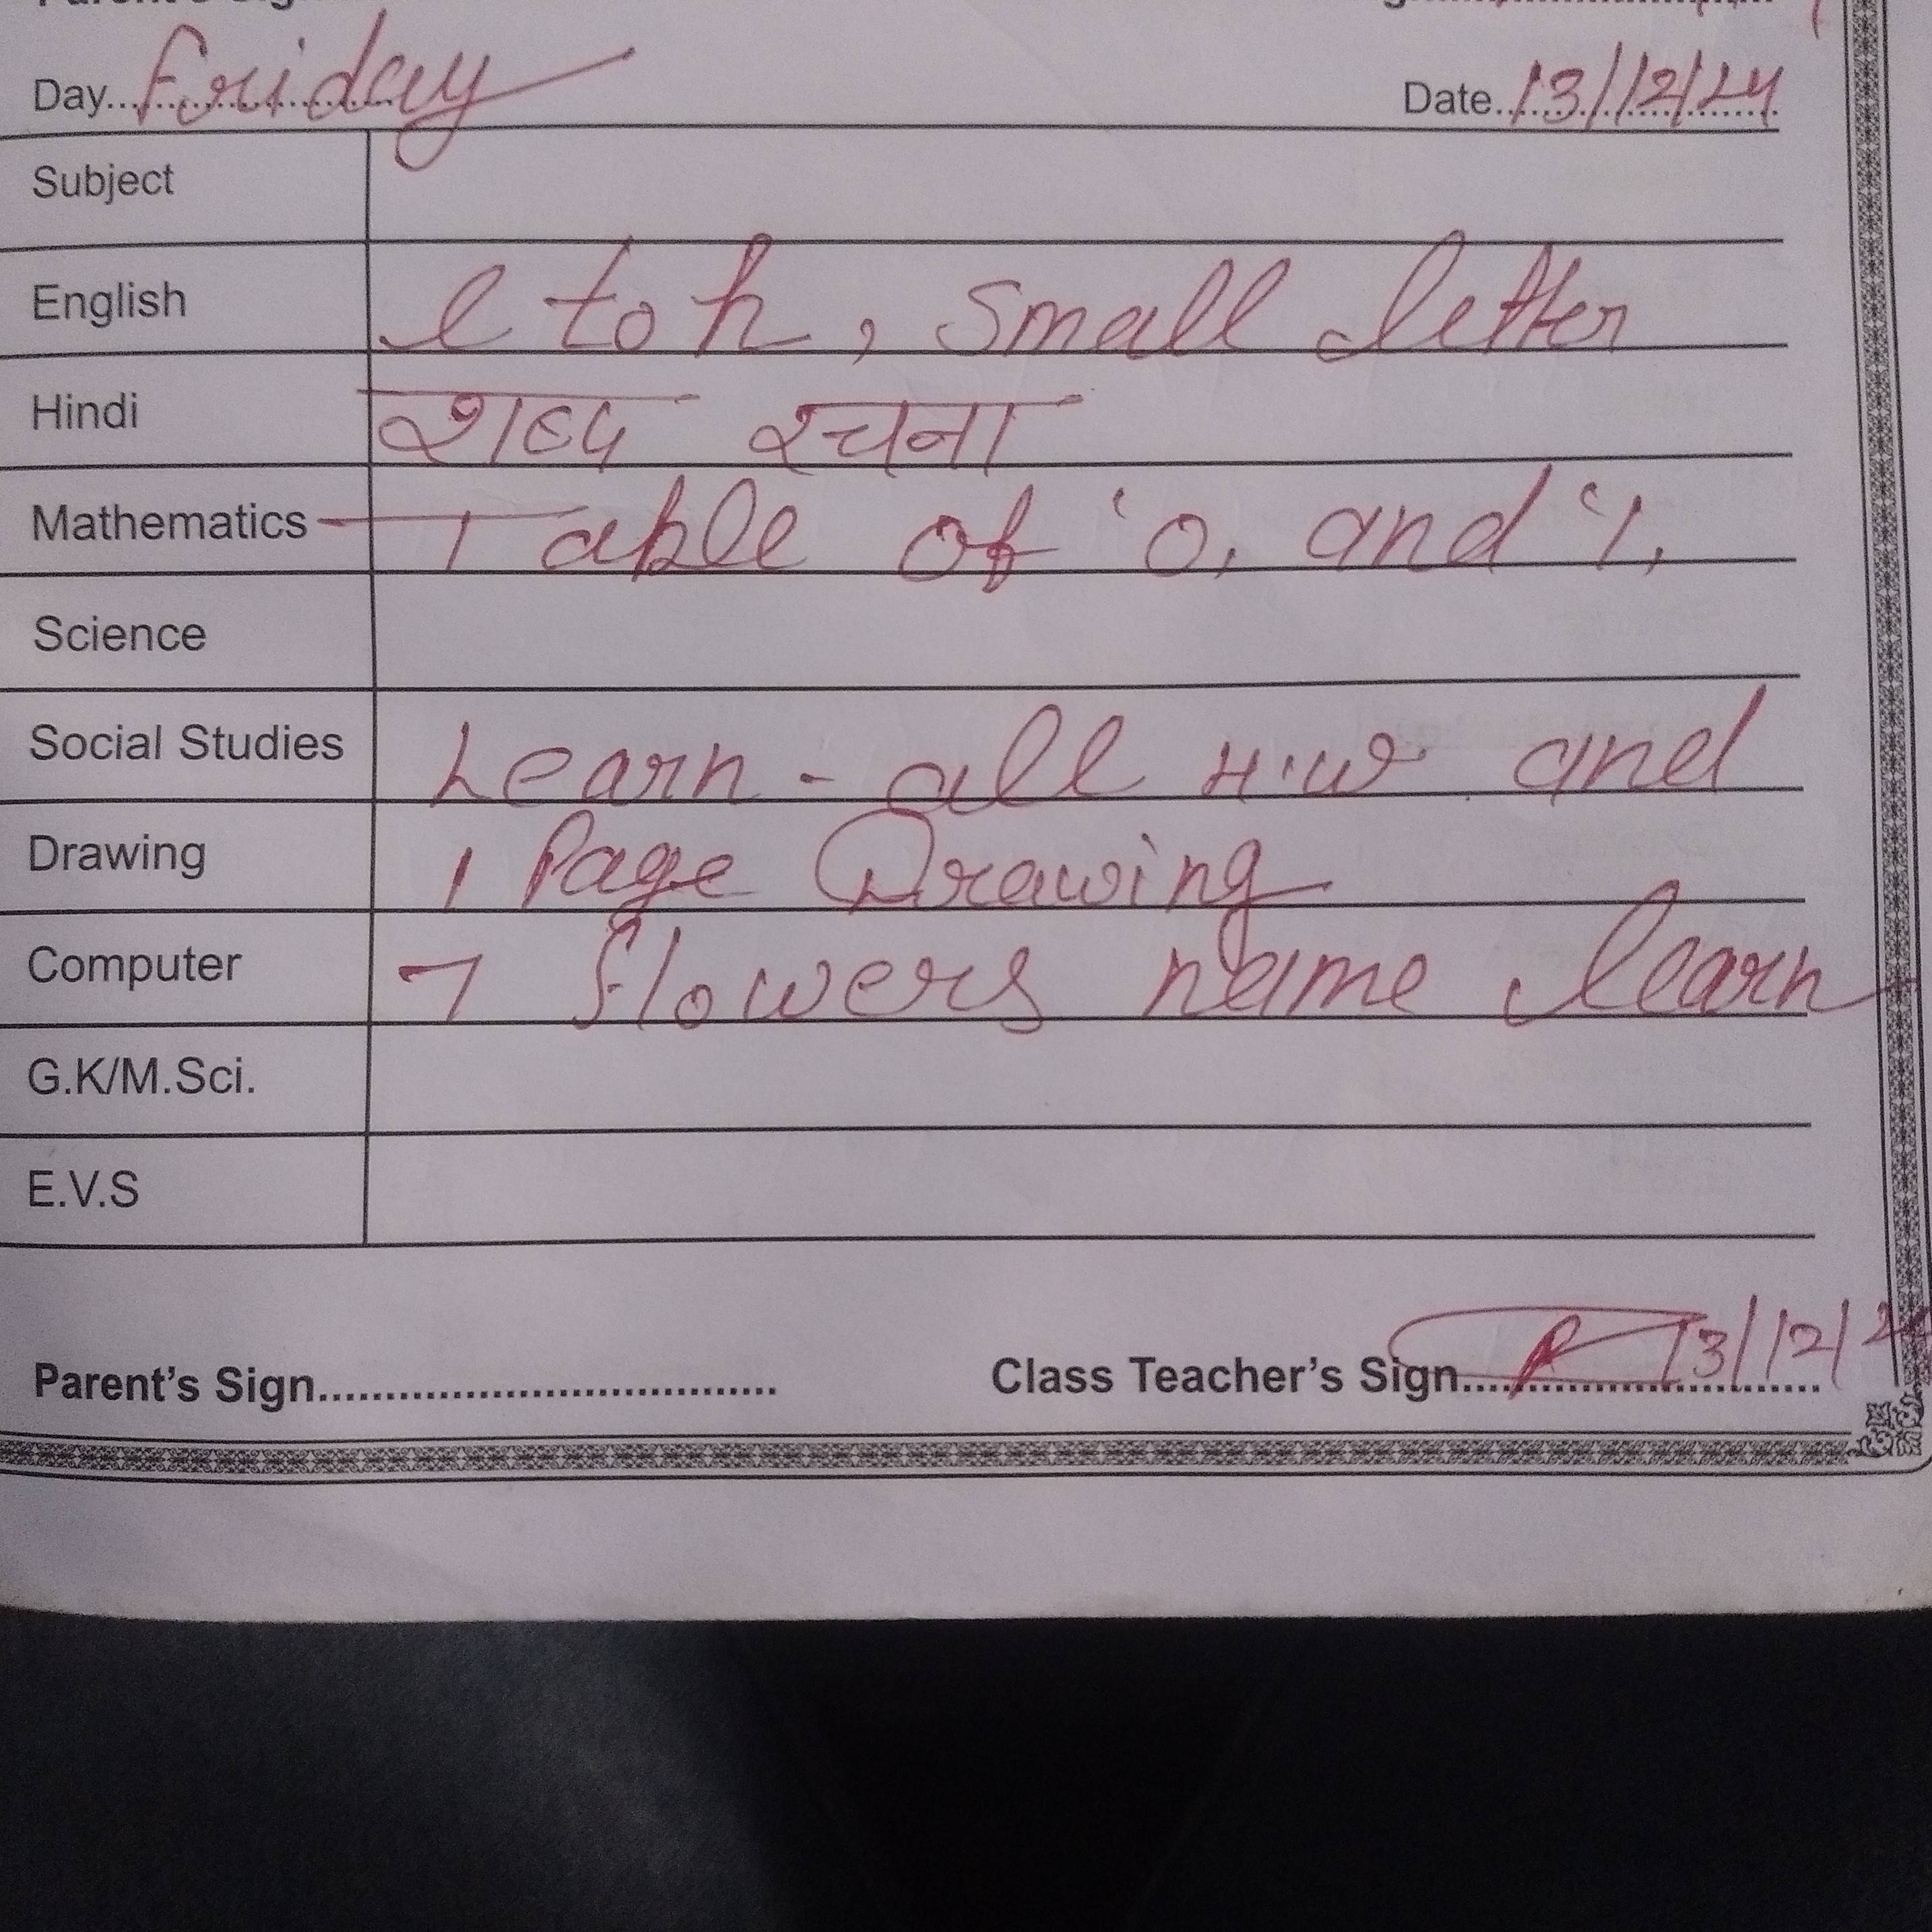 Day Friday Date 13/12/24
Subject
English l to h, small letter
Hindi शब्द रचना
Mathematics Table of '0, and '1,
Science
Social Studies Learn - all H.W and
Drawing 1 Page Drawing
Computer 7 flowers name learn
G.K/M.Sci.
E.V.S
Parent's Sign Class Teacher's Sign 13/12/2